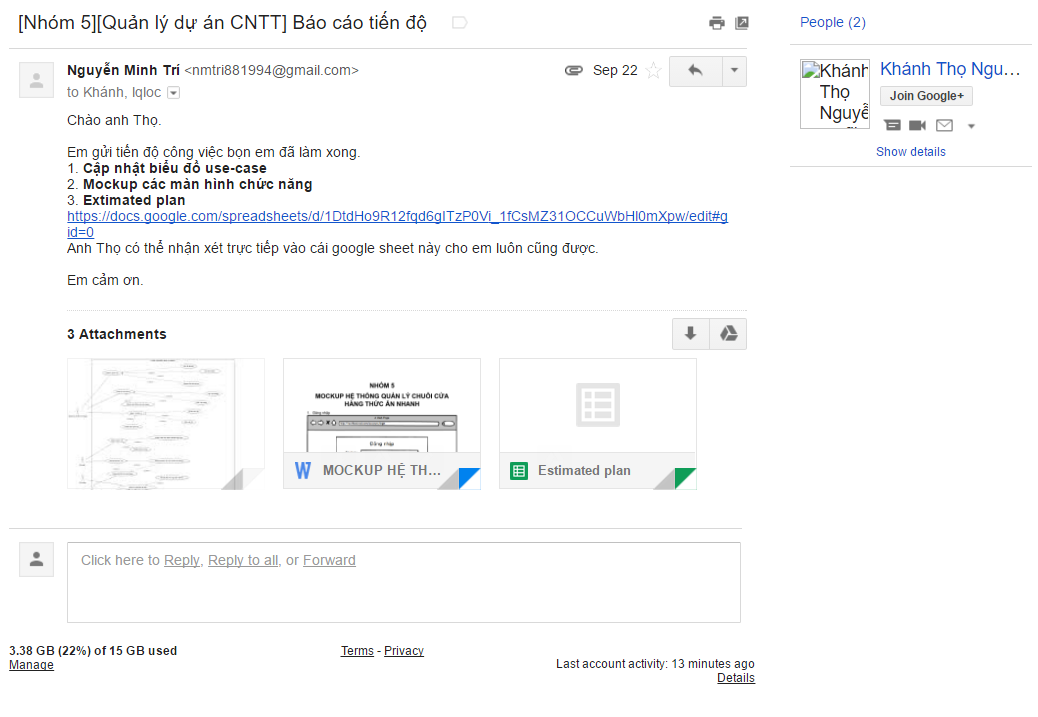 [Nhóm 5][Quản lý dự án CNTT] Báo cáo tiến độ
People (2)
Nguyễn Minh Trí <nmtri881994@gmail.com>
Sep 22
to Khánh, lqloc
Chào anh Thọ.
Em gửi tiến độ công việc bọn em đã làm xong.
1. Cập nhật biểu đồ use-case
2. Mockup các màn hình chức năng
3. Extimated plan
https://docs.google.com/spreadsheets/d/1DtdHo9R12fqd6gITzP0Vi_1fCsMZ31OCCuWbHl0mXpw/edit#g
id=0
Anh Thọ có thể nhận xét trực tiếp vào cái google sheet này cho em luôn cũng được.
Em cảm ơn.
Khánh
Thọ
Nguyễn
Khánh Thọ Ngu...
Join Google+
Show details
3 Attachments
NHÓM 5
MOCKUP HỆ THỐNG QUẢN LÝ CHUỖI CỬA
HÀNG THỨC ĂN NHANH
1. Đăng nhập
Đăng nhập
MOCKUP HỆ TH...
Estimated plan
Click here to Reply, Reply to all, or Forward
3.38 GB (22%) of 15 GB used
Manage
Terms - Privacy
Last account activity: 13 minutes ago
Details